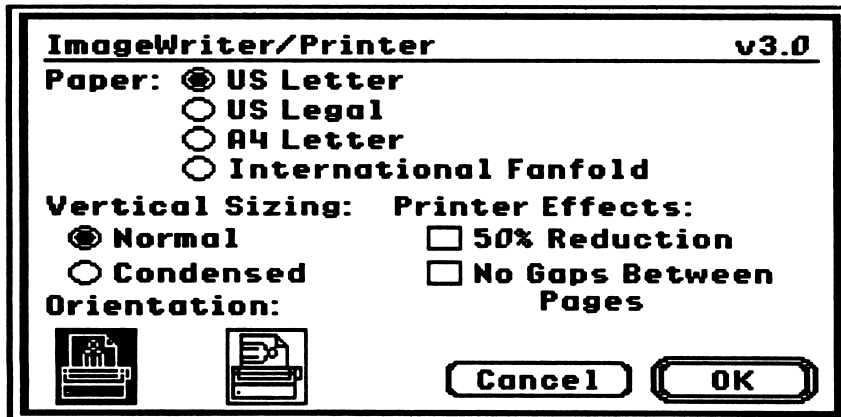 ImageWriter/Printer v3.0
Paper: US Letter
US Legal
A4 Letter
International Fanfold
Vertical Sizing: Printer Effects:
Normal 50% Reduction
Condensed No Gaps Between
Orientation: Pages
Cancel OK